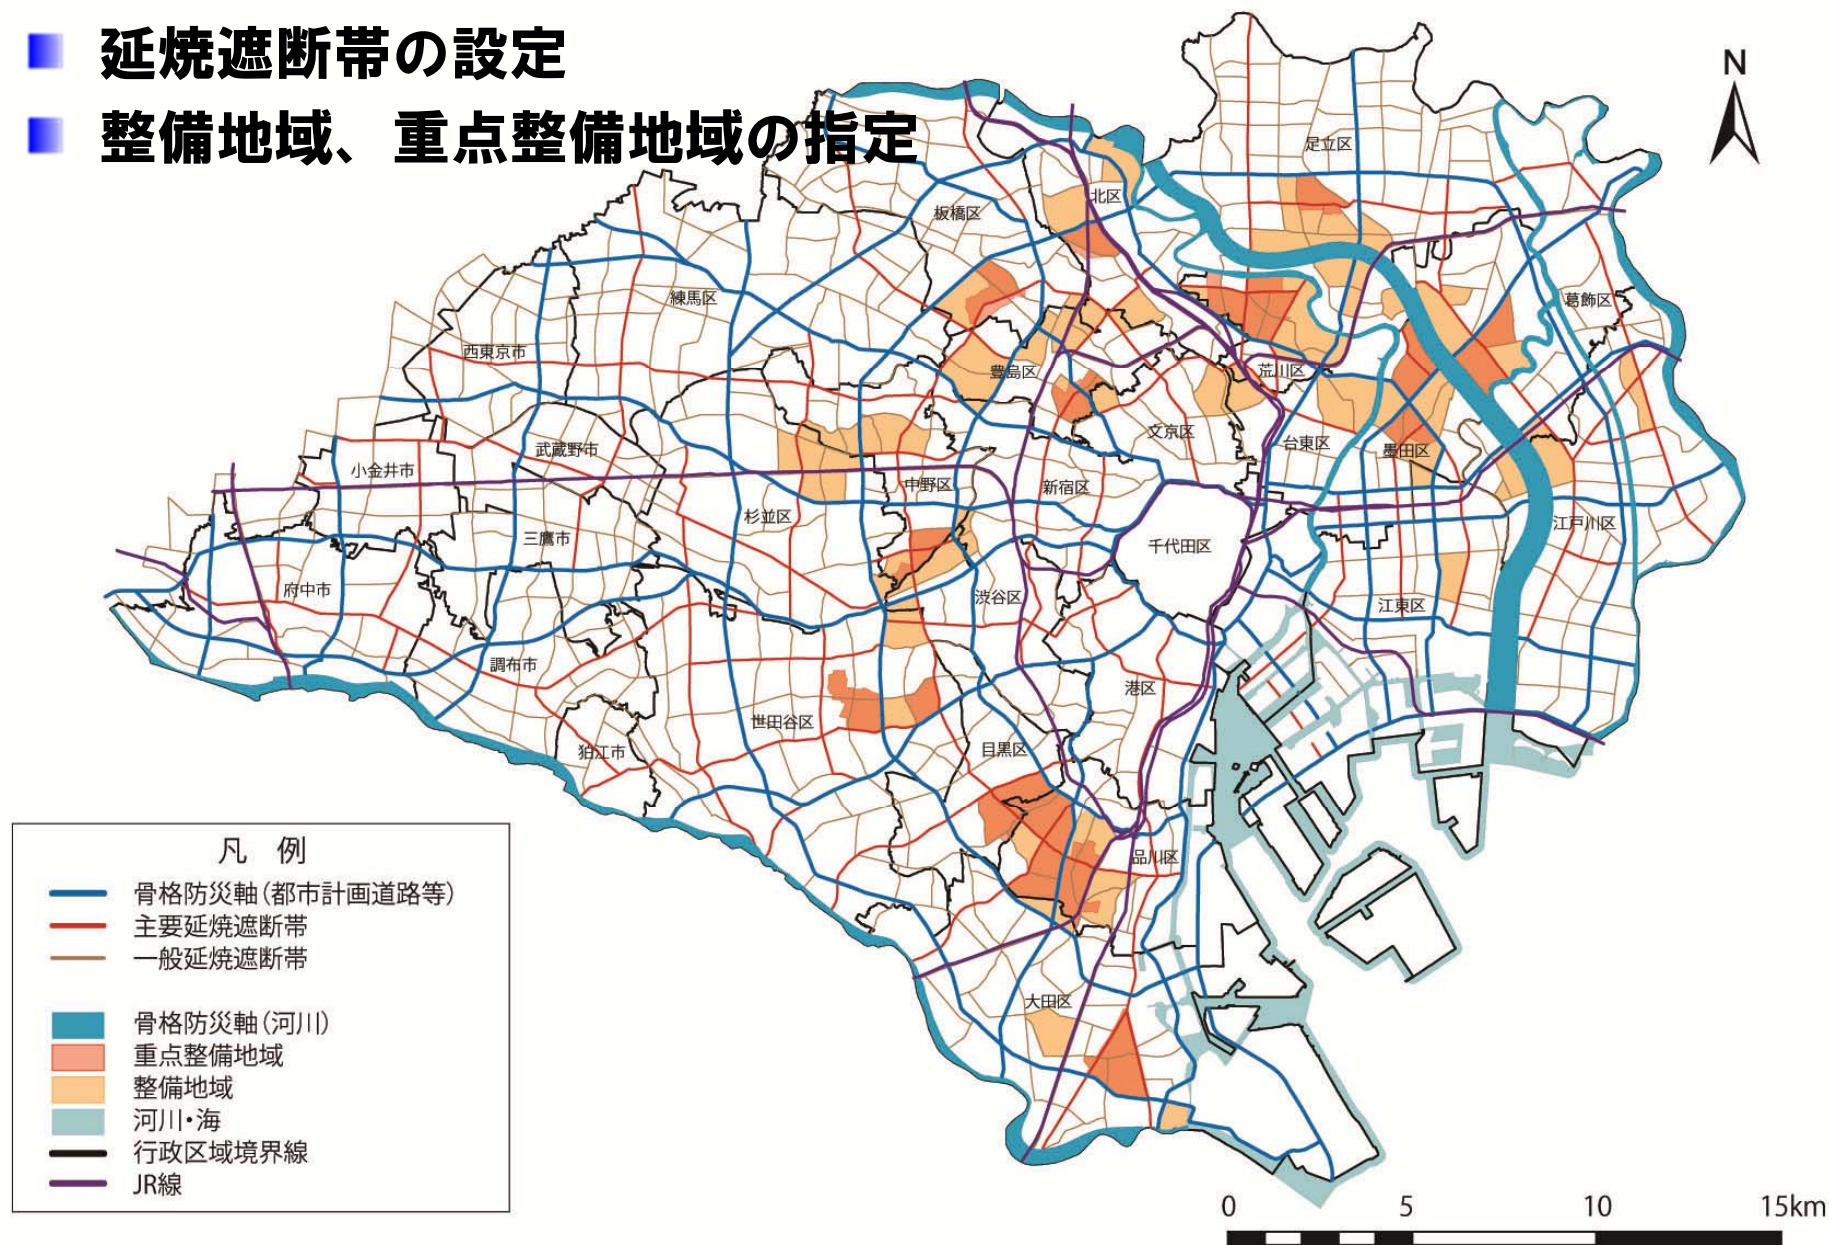 延焼遮断帯の設定
整備地域、重点整備地域の指定
N
足立区
北区
板橋区
練馬区
葛飾区
西東京市
豊島区
荒川区
文京区
台東区
墨田区
武蔵野市
小金井市
中野区
新宿区
杉並区
江戸川区
三鷹市
千代田区
府中市
渋谷区
江東区
調布市
港区
世田谷区
狛江市
目黒区
品川区
大田区
凡 例
骨格防災軸(都市計画道路等)
主要延焼遮断帯
一般延焼遮断帯
骨格防災軸(河川)
重点整備地域
整備地域
河川・海
行政区域境界線
JR線
0 5 10 15km